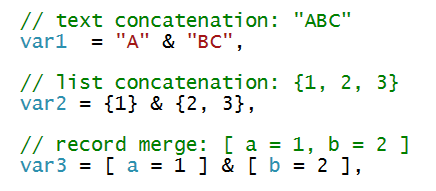 // text concatenation: "ABC"
var1  = "A" & "BC",
// list concatenation: {1, 2, 3}
var2 = {1} & {2, 3},
// record merge: [ a = 1, b = 2 ]
var3 = [ a = 1 ] & [ b = 2 ],